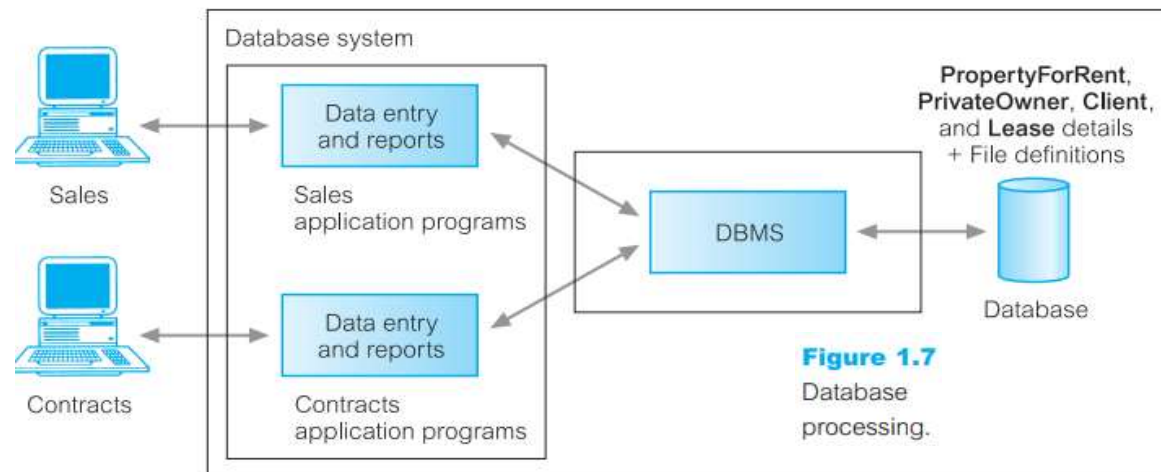 Database system
Data entry
and reports
Sales
Sales
application programs
PropertyForRent,
PrivateOwner, Client,
and Lease details
+ File definitions
DBMS
Database
Data entry
and reports
Contracts
Contracts
application programs
Figure 1.7
Database
processing.